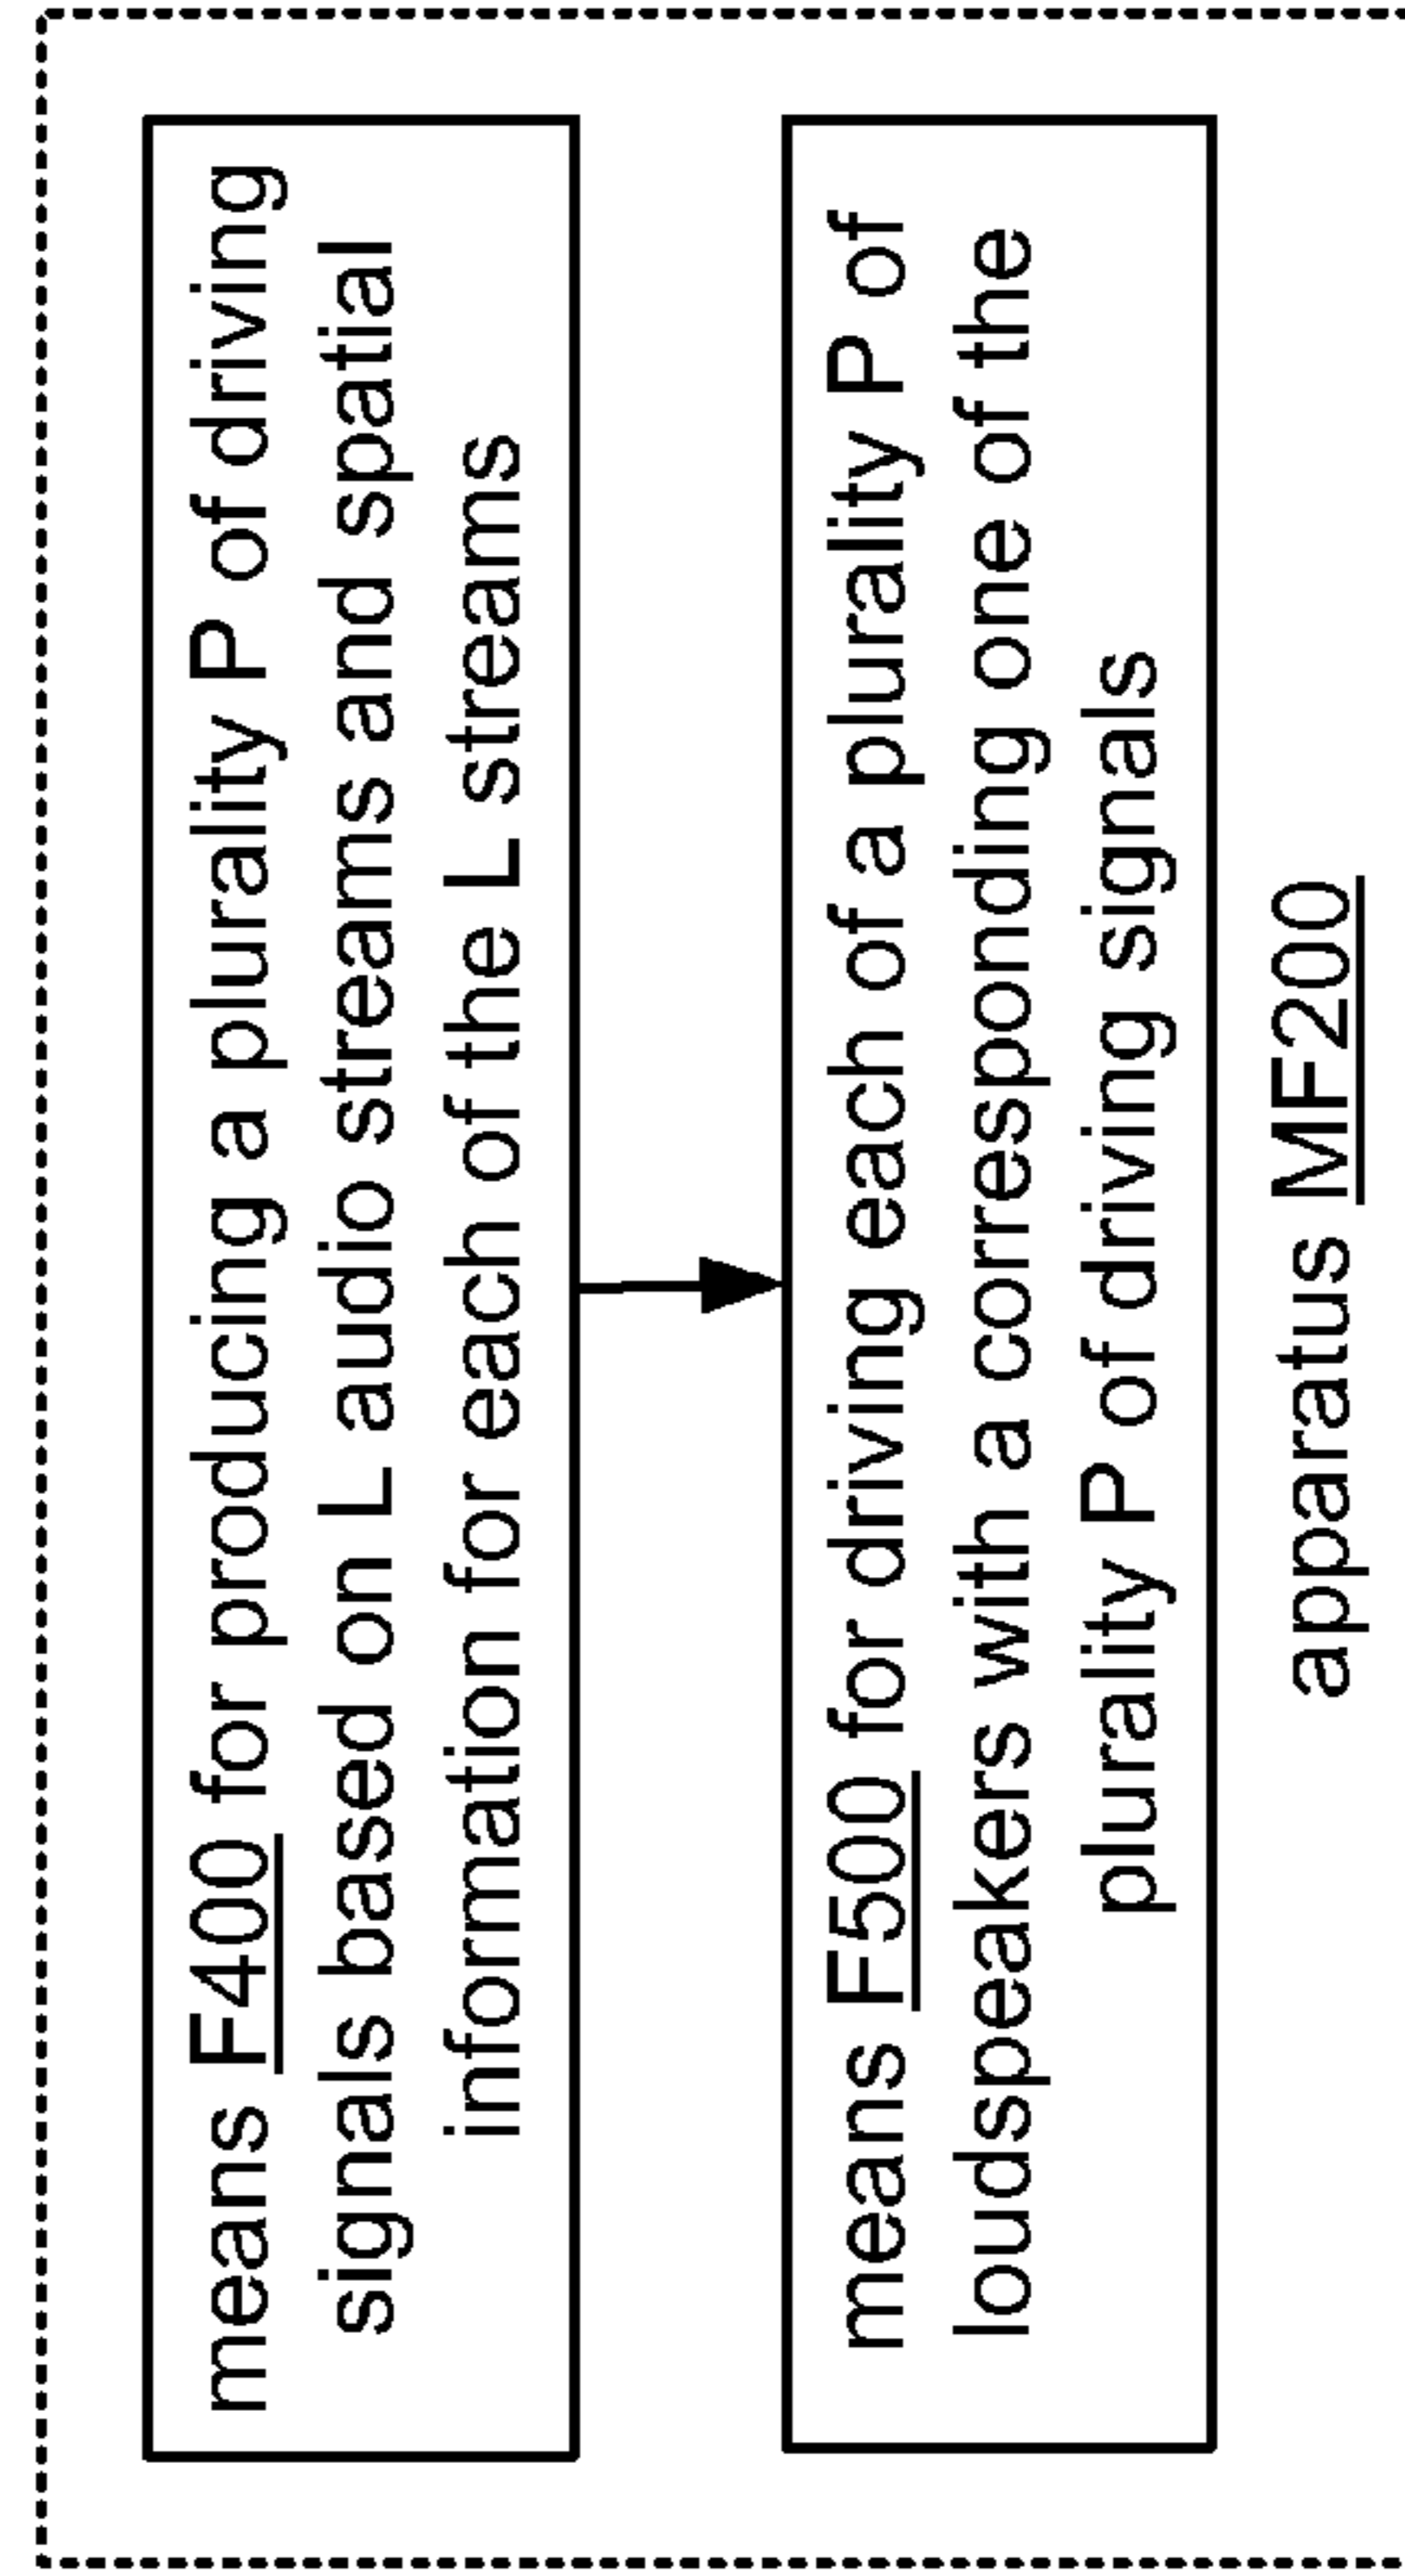 means F400 for producing a plurality P of driving
signals based on L audio streams and spatial
information for each of the L streams
means F500 for driving each of a plurality P of
loudspeakers with a corresponding one of the
plurality P of driving signals
apparatus MF200